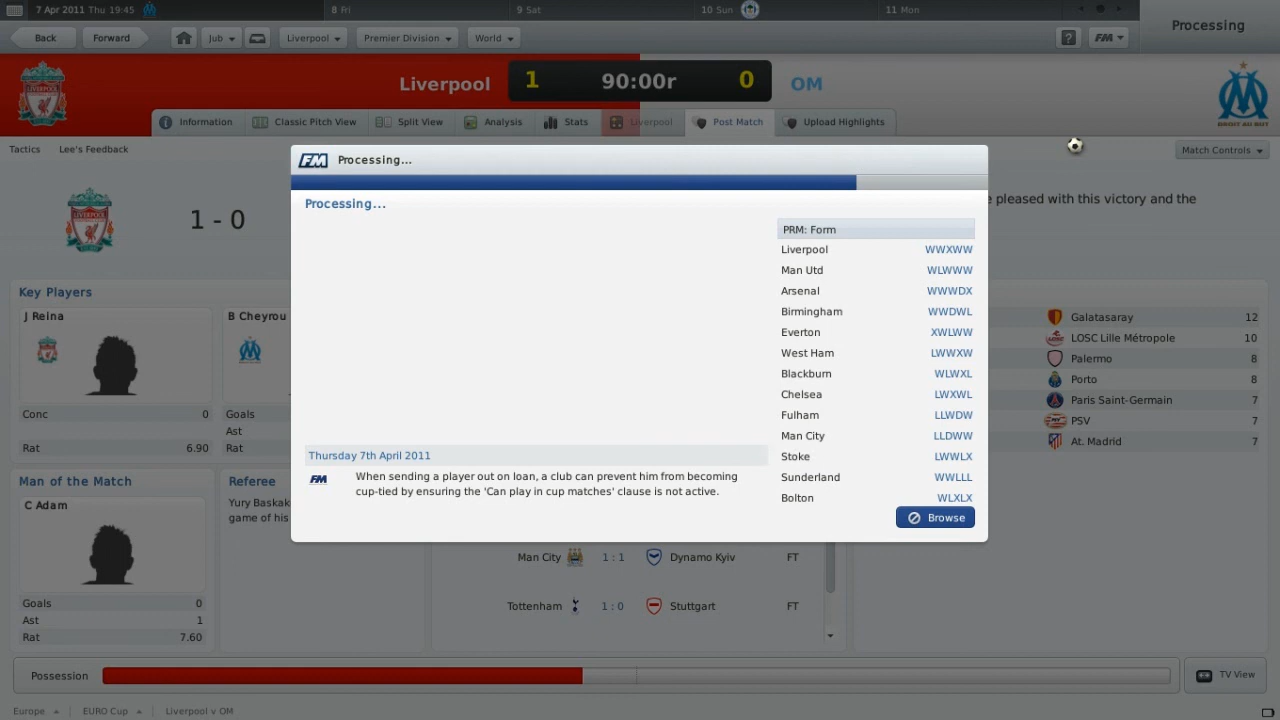 7 Apr 2011 Thu 19:45
8 Fri
9 Sat
10 Sun
11 Mon
Processing
Back
Forward
Job
Liverpool
Premier Division
World
?
FM
Liverpool 1 90:00r 0 OM
Information
Classic Pitch View
Split View
Analysis
Stats
Liverpool
Post Match
Upload Highlights
Tactics
Lee's Feedback
Match Controls
FM Processing...
Processing...
1 - 0
e pleased with this victory and the
PRM: Form
Liverpool WWXWW
Man Utd WLWWW
Arsenal WWWDX
Birmingham WWDWL
Everton XWLWW
West Ham LWWXW
Blackburn WLWXL
Chelsea LWXWL
Fulham LLWDW
Man City LLDWW
Stoke LWWLX
Sunderland WWLLL
Bolton WLXLX
Thursday 7th April 2011
FM
When sending a player out on loan, a club can prevent him from becoming
cup-tied by ensuring the 'Can play in cup matches' clause is not active.
Browse
Key Players
J Reina
Conc 0
Rat 6.90
B Cheyrou
Goals
Ast
Rat
Galatasaray 12
LOSC Lille Métropole 10
Palermo 8
Porto 8
Paris Saint-Germain 7
PSV 7
At. Madrid 7
Man of the Match
C Adam
Goals 0
Ast 1
Rat 7.60
Referee
Yury Baskak
game of his
Man City 1 : 1 Dynamo Kyiv FT
Tottenham 1 : 0 Stuttgart FT
Possession
TV View
Europe
EURO Cup
Liverpool v OM